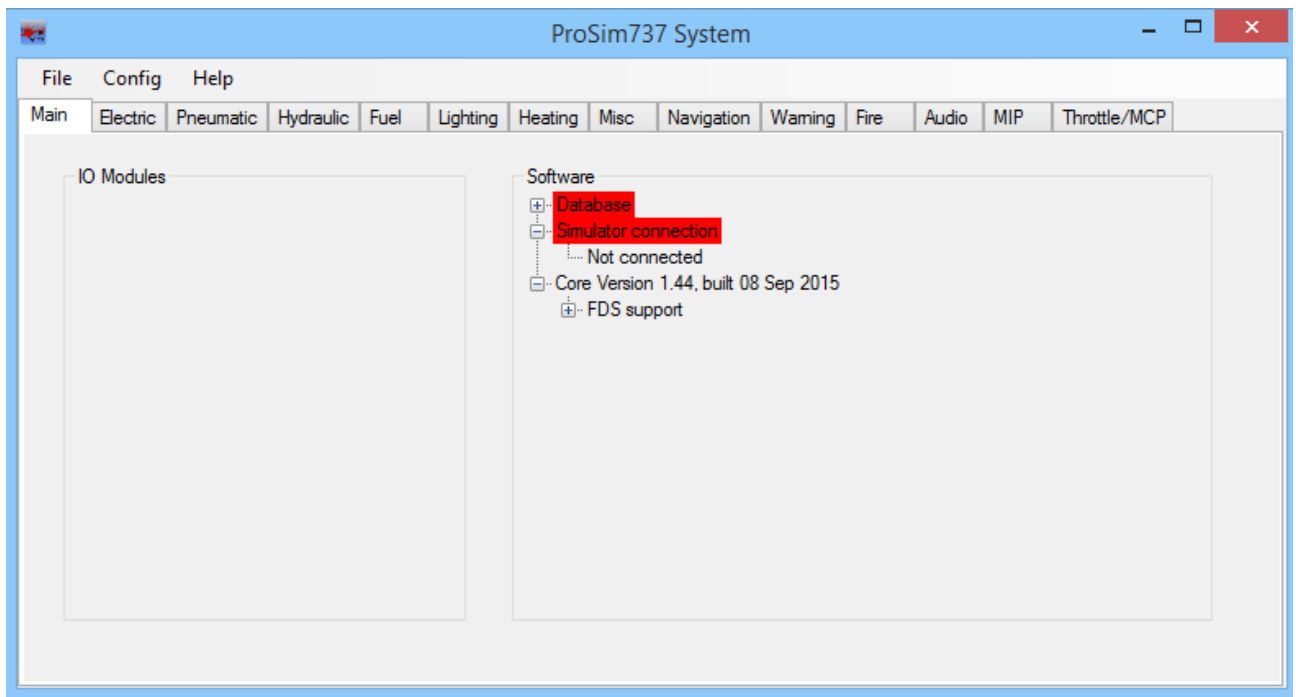 ProSim737 System
File Config Help
Main Electric Pneumatic Hydraulic Fuel Lighting Heating Misc Navigation Warning Fire Audio MIP Throttle/MCP
IO Modules
Software
Database
Simulator connection
Not connected
Core Version 1.44, built 08 Sep 2015
FDS support